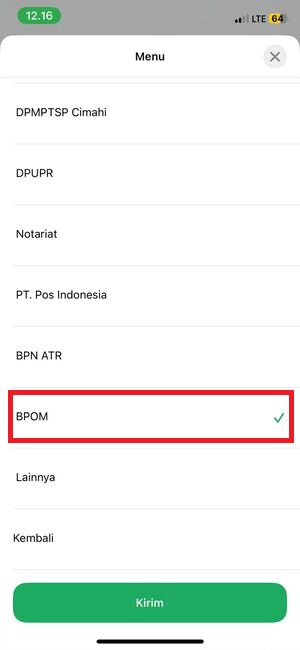 12.16
LTE 64
Menu
DPMPTSP Cimahi
DPUPR
Notariat
PT. Pos Indonesia
BPN ATR
BPOM
Lainnya
Kembali
Kirim